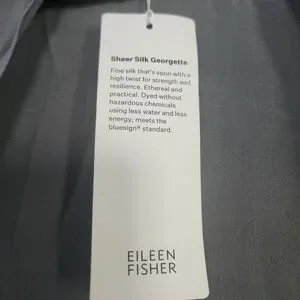 Sheer Silk Georgette
Fine silk that's spun with a
high twist for strength and
resilience. Ethereal and
practical. Dyed without
hazardous chemicals
using less water and less
energy; meets the
bluesign® standard.
EILEEN
FISHER